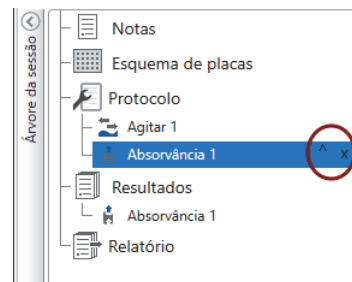 Árvore da sessão
Notas
Esquema de placas
Protocolo
Agitar 1
Absorvância 1 ^ x
Resultados
Absorvância 1
Relatório